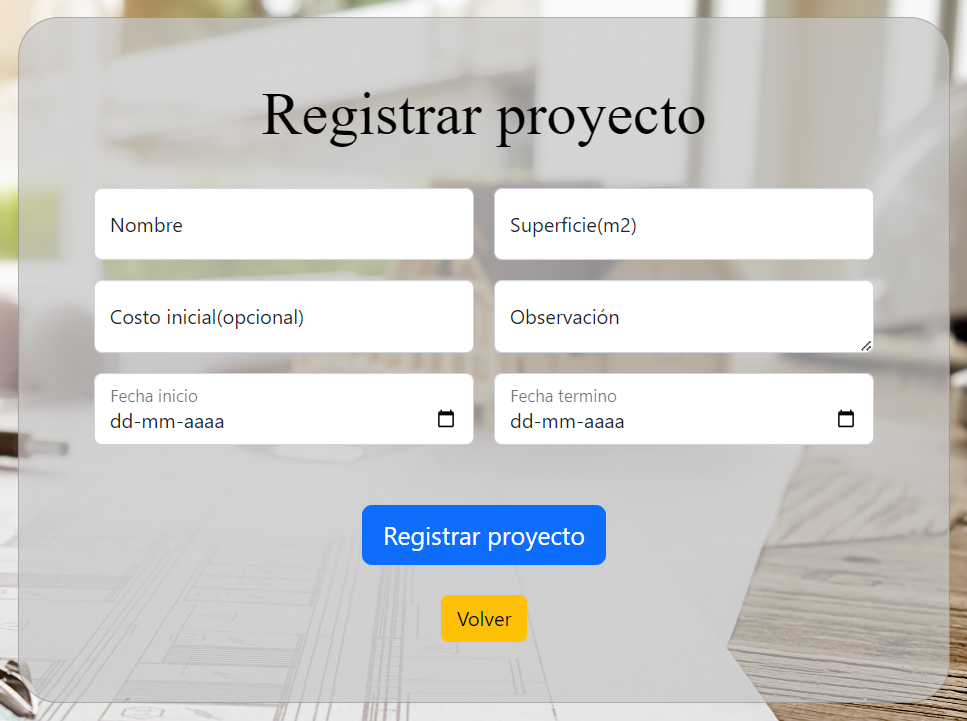 Registrar proyecto
Nombre
Superficie(m2)
Costo inicial(opcional)
Observación
Fecha inicio
dd-mm-aaaa
Fecha termino
dd-mm-aaaa
Registrar proyecto
Volver